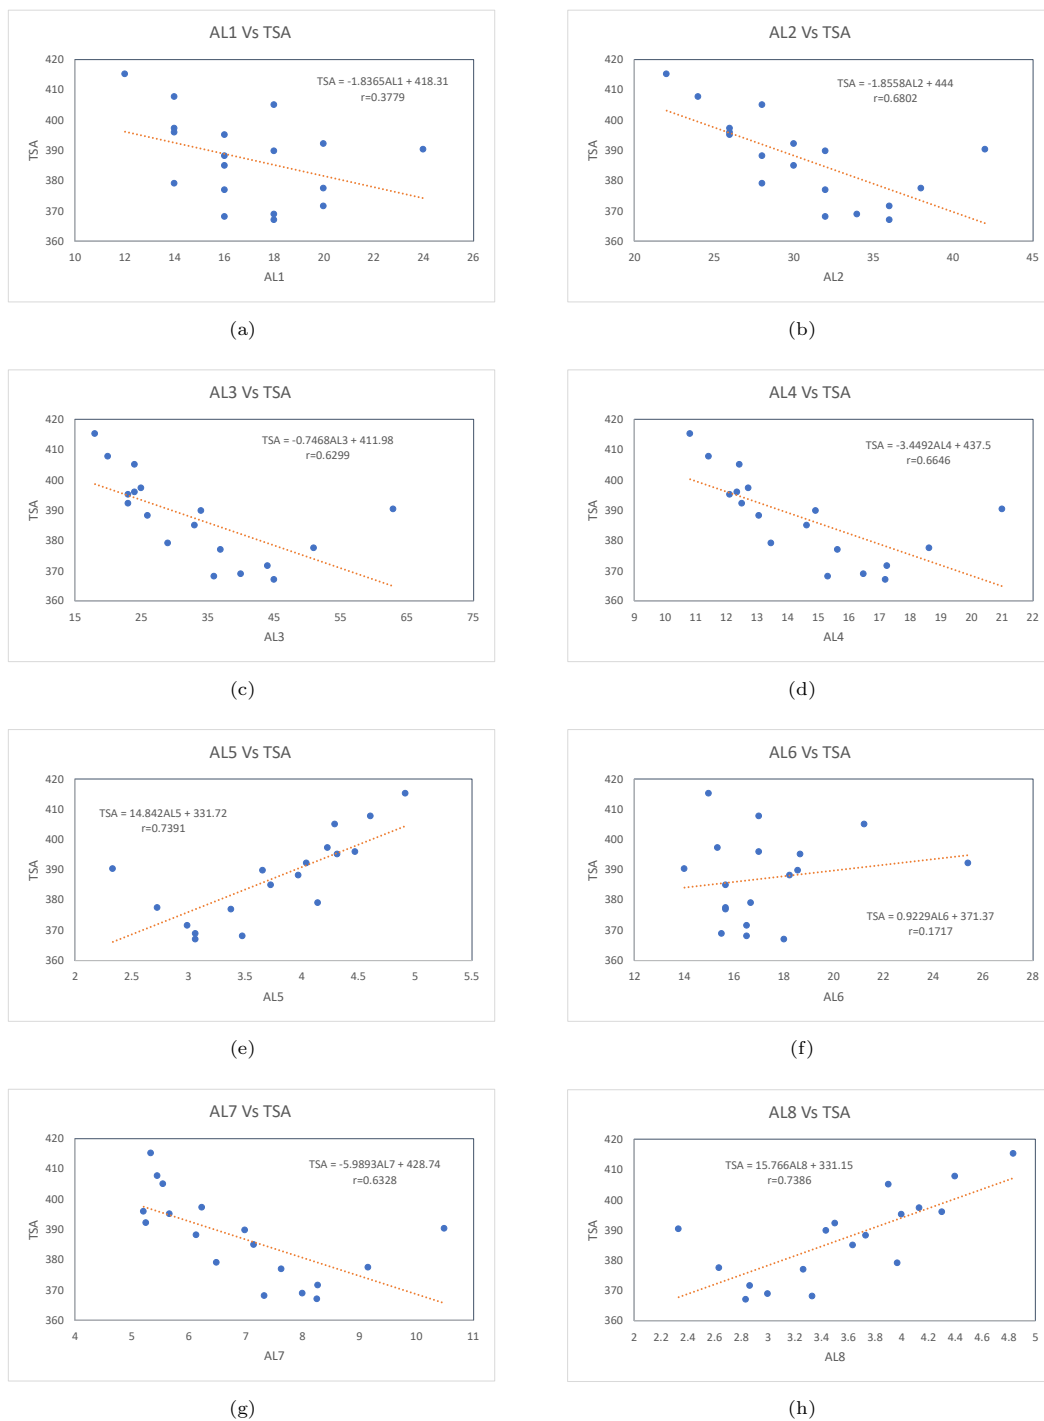 AL1 Vs TSA
TSA = -1.8365AL1 + 418.31
r=0.3779
420
410
400
390
380
370
360
TSA
10 12 14 16 18 20 22 24 26
AL1
(a)
AL2 Vs TSA
TSA = -1.8558AL2 + 444
r=0.6802
420
410
400
390
380
370
360
TSA
20 25 30 35 40 45
AL2
(b)
AL3 Vs TSA
TSA = -0.7468AL3 + 411.98
r=0.6299
420
410
400
390
380
370
360
TSA
15 25 35 45 55 65 75
AL3
(c)
AL4 Vs TSA
TSA = -3.4492AL4 + 437.5
r=0.6646
420
410
400
390
380
370
360
TSA
9 10 11 12 13 14 15 16 17 18 19 20 21 22
AL4
(d)
AL5 Vs TSA
TSA = 14.842AL5 + 331.72
r=0.7391
420
410
400
390
380
370
360
TSA
2 2.5 3 3.5 4 4.5 5 5.5
AL5
(e)
AL6 Vs TSA
TSA = 0.9229AL6 + 371.37
r=0.1717
420
410
400
390
380
370
360
TSA
12 14 16 18 20 22 24 26 28
AL6
(f)
AL7 Vs TSA
TSA = -5.9893AL7 + 428.74
r=0.6328
420
410
400
390
380
370
360
TSA
4 5 6 7 8 9 10 11
AL7
(g)
AL8 Vs TSA
TSA = 15.766AL8 + 331.15
r=0.7386
420
410
400
390
380
370
360
TSA
2 2.2 2.4 2.6 2.8 3 3.2 3.4 3.6 3.8 4 4.2 4.4 4.6 4.8 5
AL8
(h)